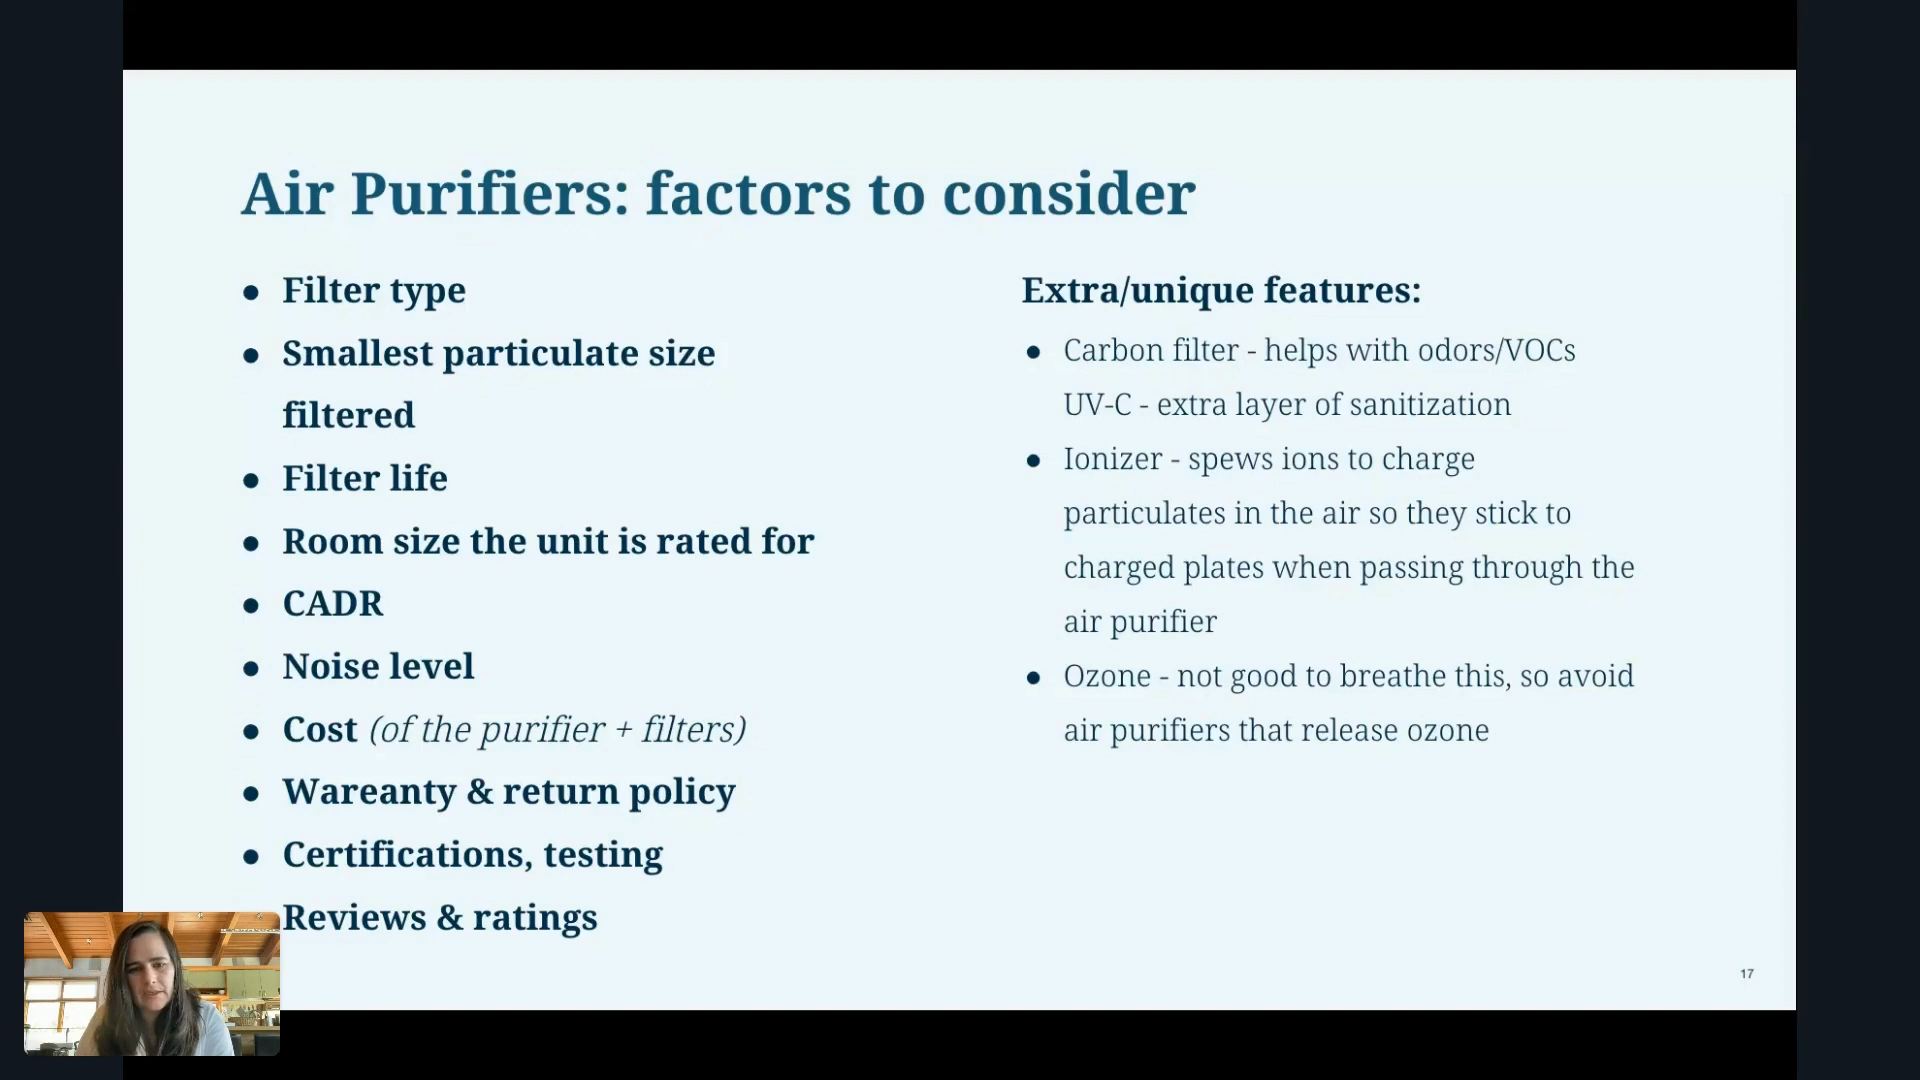 Air Purifiers: factors to consider
● Filter type
● Smallest particulate size
filtered
● Filter life
● Room size the unit is rated for
● CADR
● Noise level
● Cost (of the purifier + filters)
● Wareanty & return policy
● Certifications, testing
Reviews & ratings
Extra/unique features:
● Carbon filter - helps with odors/VOCs
UV-C - extra layer of sanitization
● Ionizer - spews ions to charge
particulates in the air so they stick to
charged plates when passing through the
air purifier
● Ozone - not good to breathe this, so avoid
air purifiers that release ozone
17